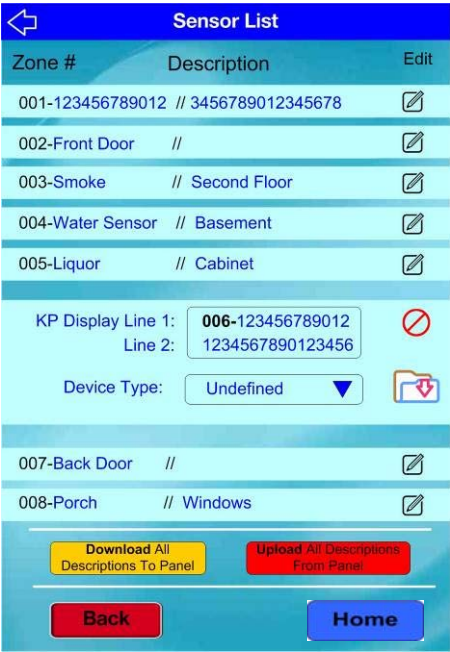 Sensor List
Zone # Description Edit
001-123456789012 // 3456789012345678
002-Front Door //
003-Smoke // Second Floor
004-Water Sensor // Basement
005-Liquor // Cabinet
KP Display Line 1: 006-123456789012
Line 2: 1234567890123456
Device Type: Undefined
007-Back Door //
008-Porch // Windows
Download All
Descriptions To Panel
Upload All Descriptions
From Panel
Back Home